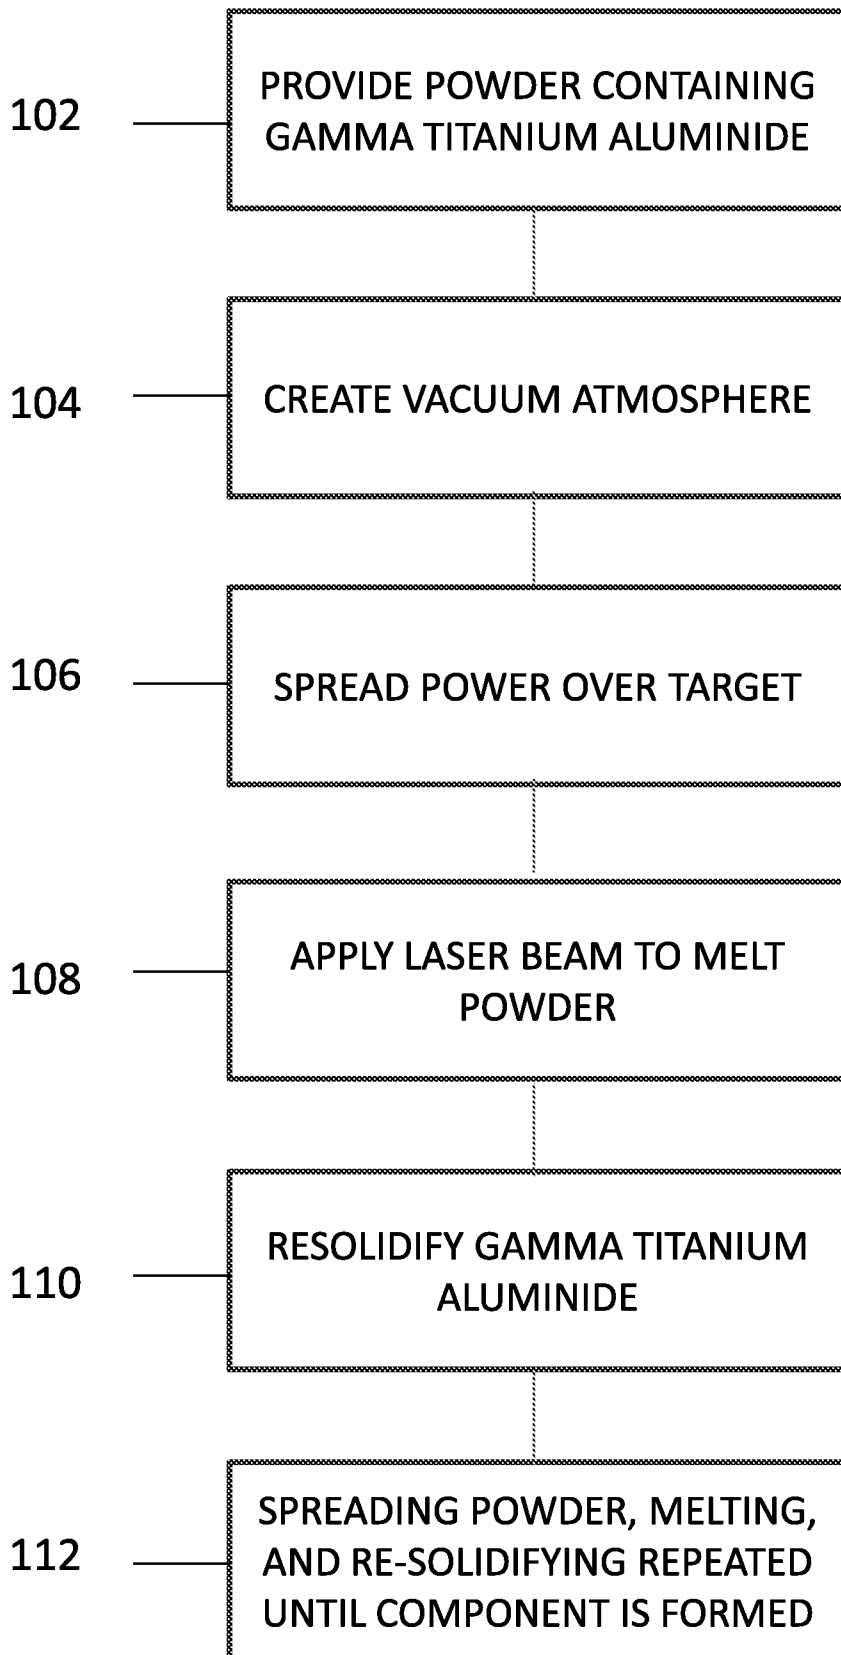 102
PROVIDE POWDER CONTAINING
GAMMA TITANIUM ALUMINIDE
104
CREATE VACUUM ATMOSPHERE
106
SPREAD POWER OVER TARGET
108
APPLY LASER BEAM TO MELT
POWDER
110
RESOLIDIFY GAMMA TITANIUM
ALUMINIDE
112
SPREADING POWDER, MELTING,
AND RE-SOLIDIFYING REPEATED
UNTIL COMPONENT IS FORMED